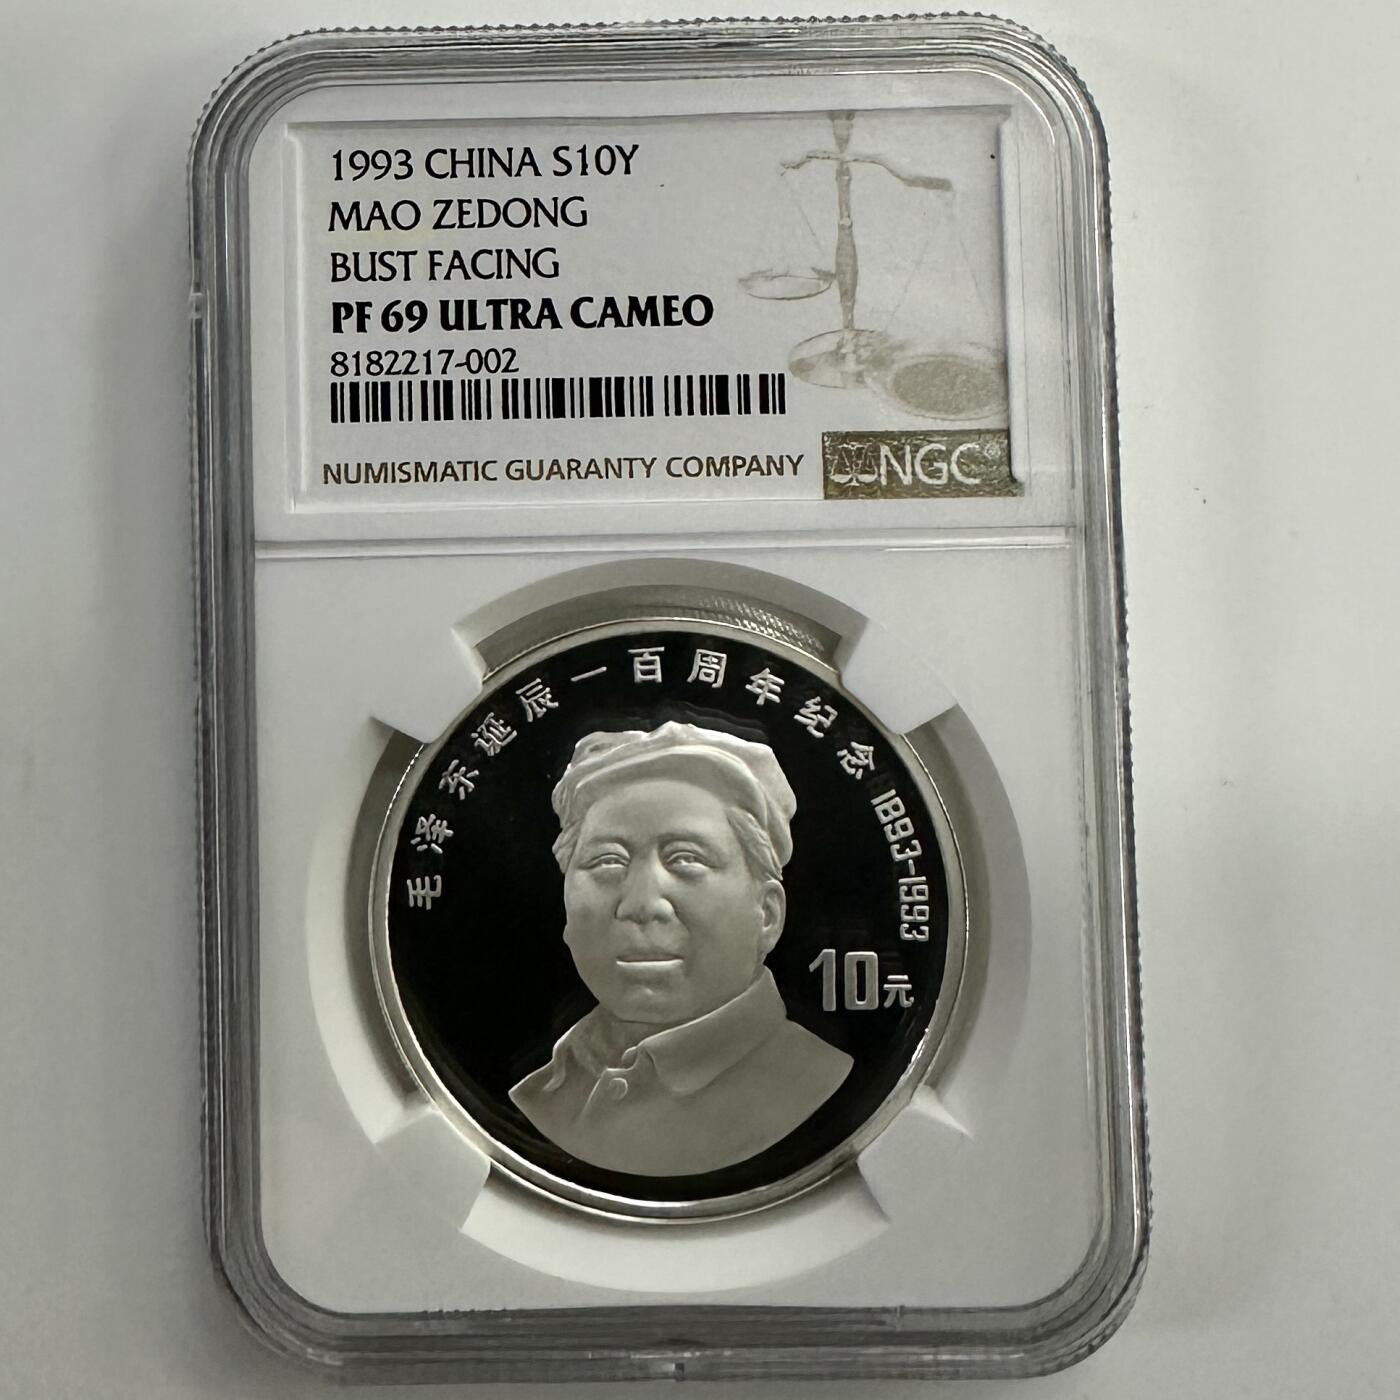 1993 CHINA S10Y
MAO ZEDONG
BUST FACING
PF 69 ULTRA CAMEO
8182217-002
NUMISMATIC GUARANTY COMPANY
NGC®
毛泽东诞辰一百周年纪念 1893-1993
10元